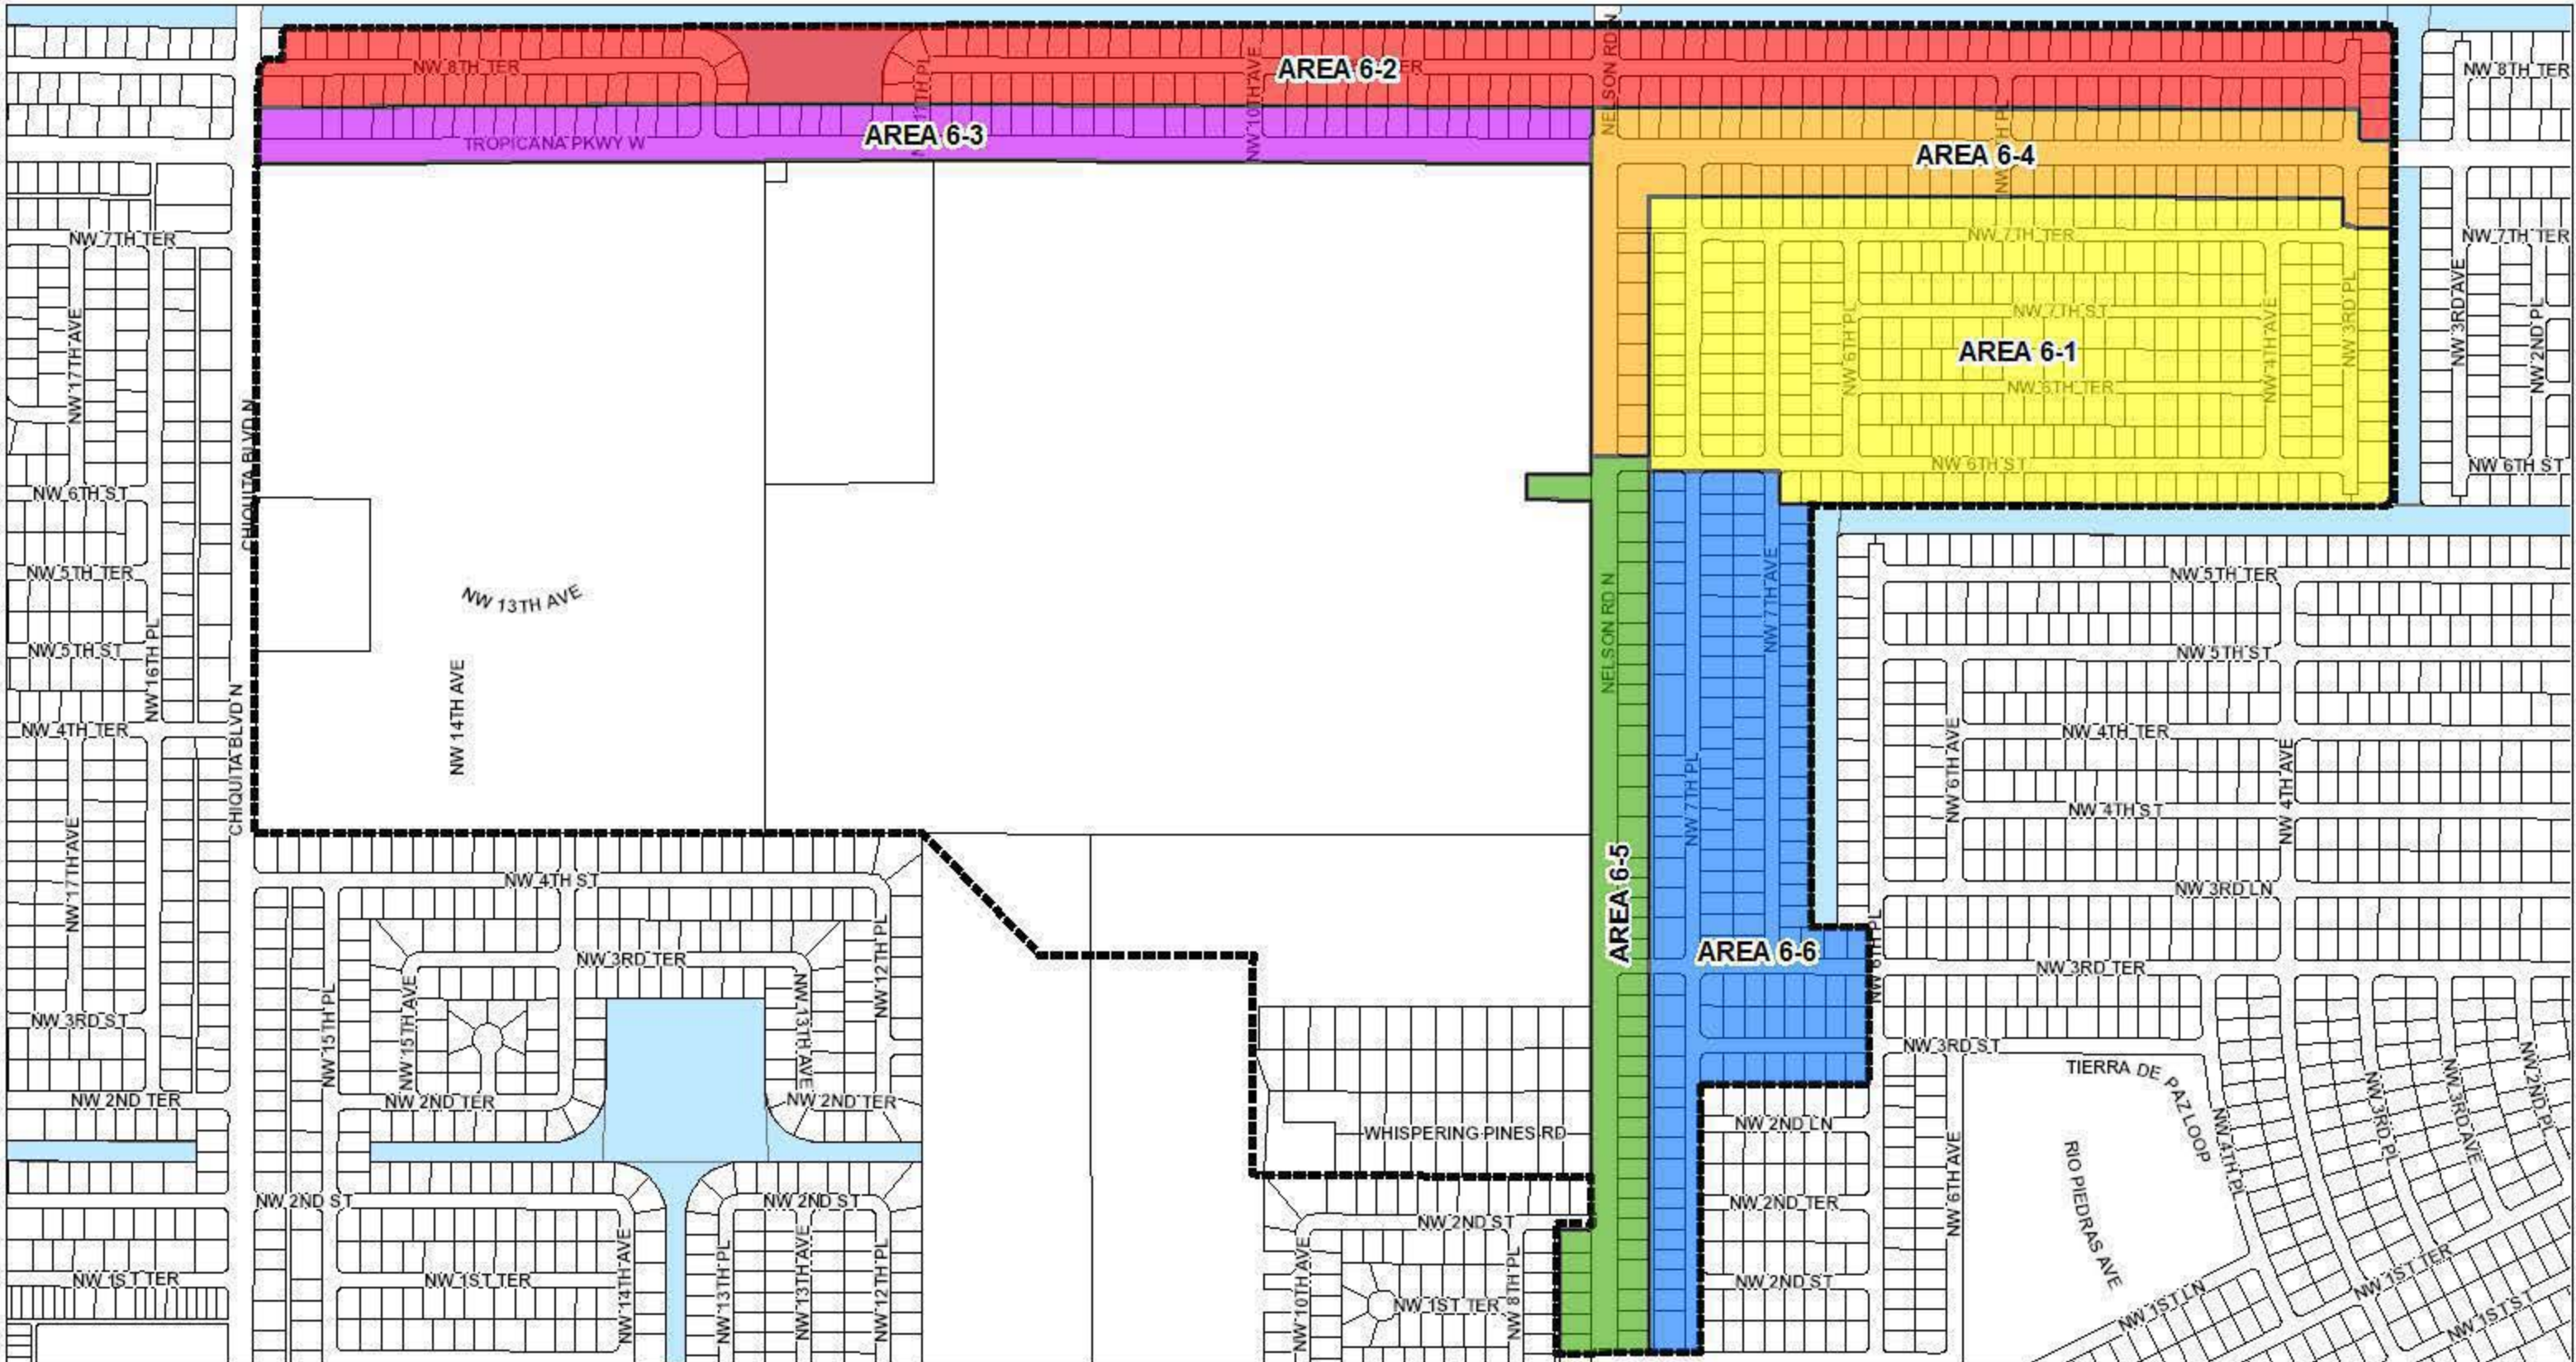 NW 8TH TER
NW 11TH PL
NW 10TH AVE
AREA 6-2
ER
NELSON RD N
NW 8TH TER
TROPICANA PKWY W
AREA 6-3
AREA 6-4
NW 7TH TER
NW 7TH TER
NW 7TH TER
NW 17TH AVE
CHIQUITA BLVD N
NW 7TH ST
NW 6TH PL
AREA 6-1
NW 4TH AVE
NW 3RD PL
NW 3RD AVE
NW 2ND PL
NW 6TH TER
NW 6TH ST
NW 6TH ST
NW 6TH ST
NW 5TH TER
NW 13TH AVE
NELSON RD N
NW 7TH AVE
NW 5TH TER
NW 5TH ST
NW 16TH PL
NW 14TH AVE
NW 5TH ST
NW 4TH TER
CHIQUITA BLVD N
NW 7TH PL
NW 6TH AVE
NW 4TH TER
NW 4TH AVE
NW 4TH ST
NW 17TH AVE
NW 4TH ST
AREA 6-5
NW 3RD LN
NW 3RD TER
NW 12TH PL
AREA 6-6
NW 6TH PL
NW 3RD TER
NW 3RD ST
NW 15TH PL
NW 15TH AVE
NW 13TH AVE
NW 3RD ST
TIERRA DE PAZ LOOP
NW 2ND TER
NW 2ND TER
NW 2ND TER
WHISPERING PINES RD
NW 2ND LN
NW 6TH AVE
RIO PIEDRAS AVE
NW 4TH PL
NW 3RD PL
NW 3RD AVE
NW 2ND PL
NW 2ND ST
NW 2ND ST
NW 2ND ST
NW 2ND TER
NW 1ST TER
NW 1ST TER
NW 14TH AVE
NW 13TH PL
NW 13TH AVE
NW 12TH PL
NW 10TH AVE
NW 1ST TER
NW 8TH PL
NW 2ND ST
NW 1ST LN
NW 1ST TER
NW 1ST ST